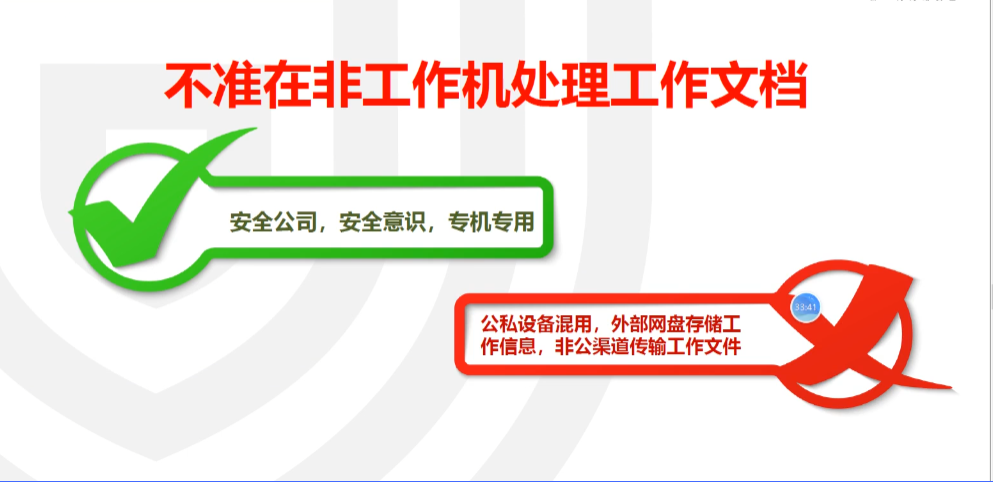 不准在非工作机处理工作文档
安全公司，安全意识，专机专用
33:41
公私设备混用，外部网盘存储工
作信息，非公渠道传输工作文件